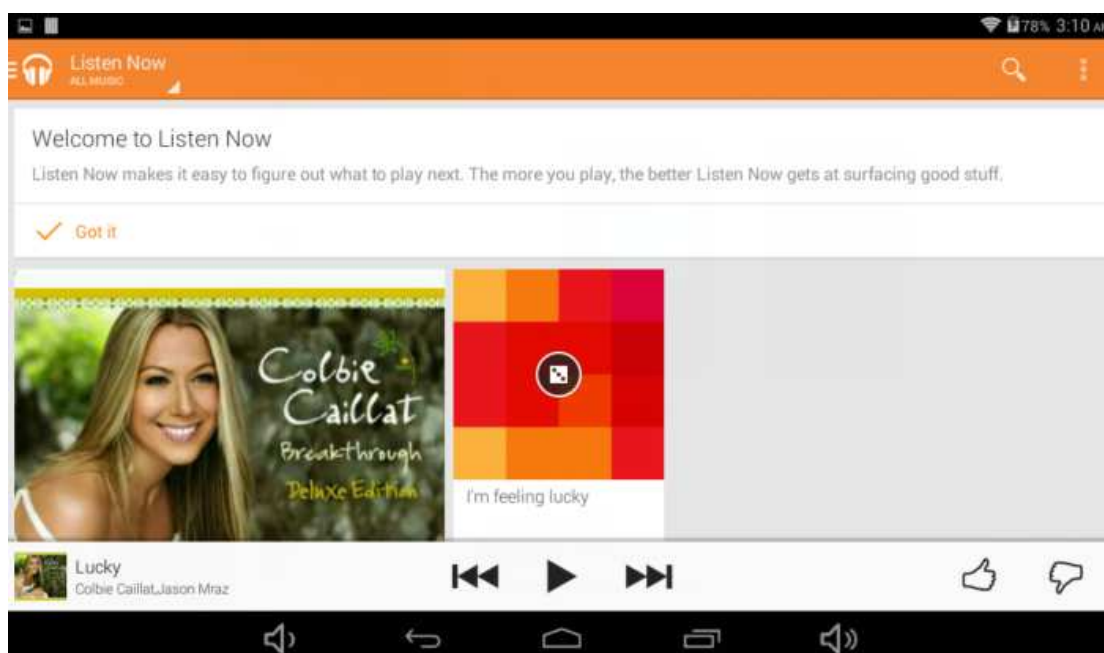 78% 3:10 AM
Listen Now
ALL MUSIC
Welcome to Listen Now
Listen Now makes it easy to figure out what to play next. The more you play, the better Listen Now gets at surfacing good stuff.
Got it
Colbie
Caillat
Breakthrough
Deluxe Edition
I'm feeling lucky
Lucky
Colbie Caillat,Jason Mraz